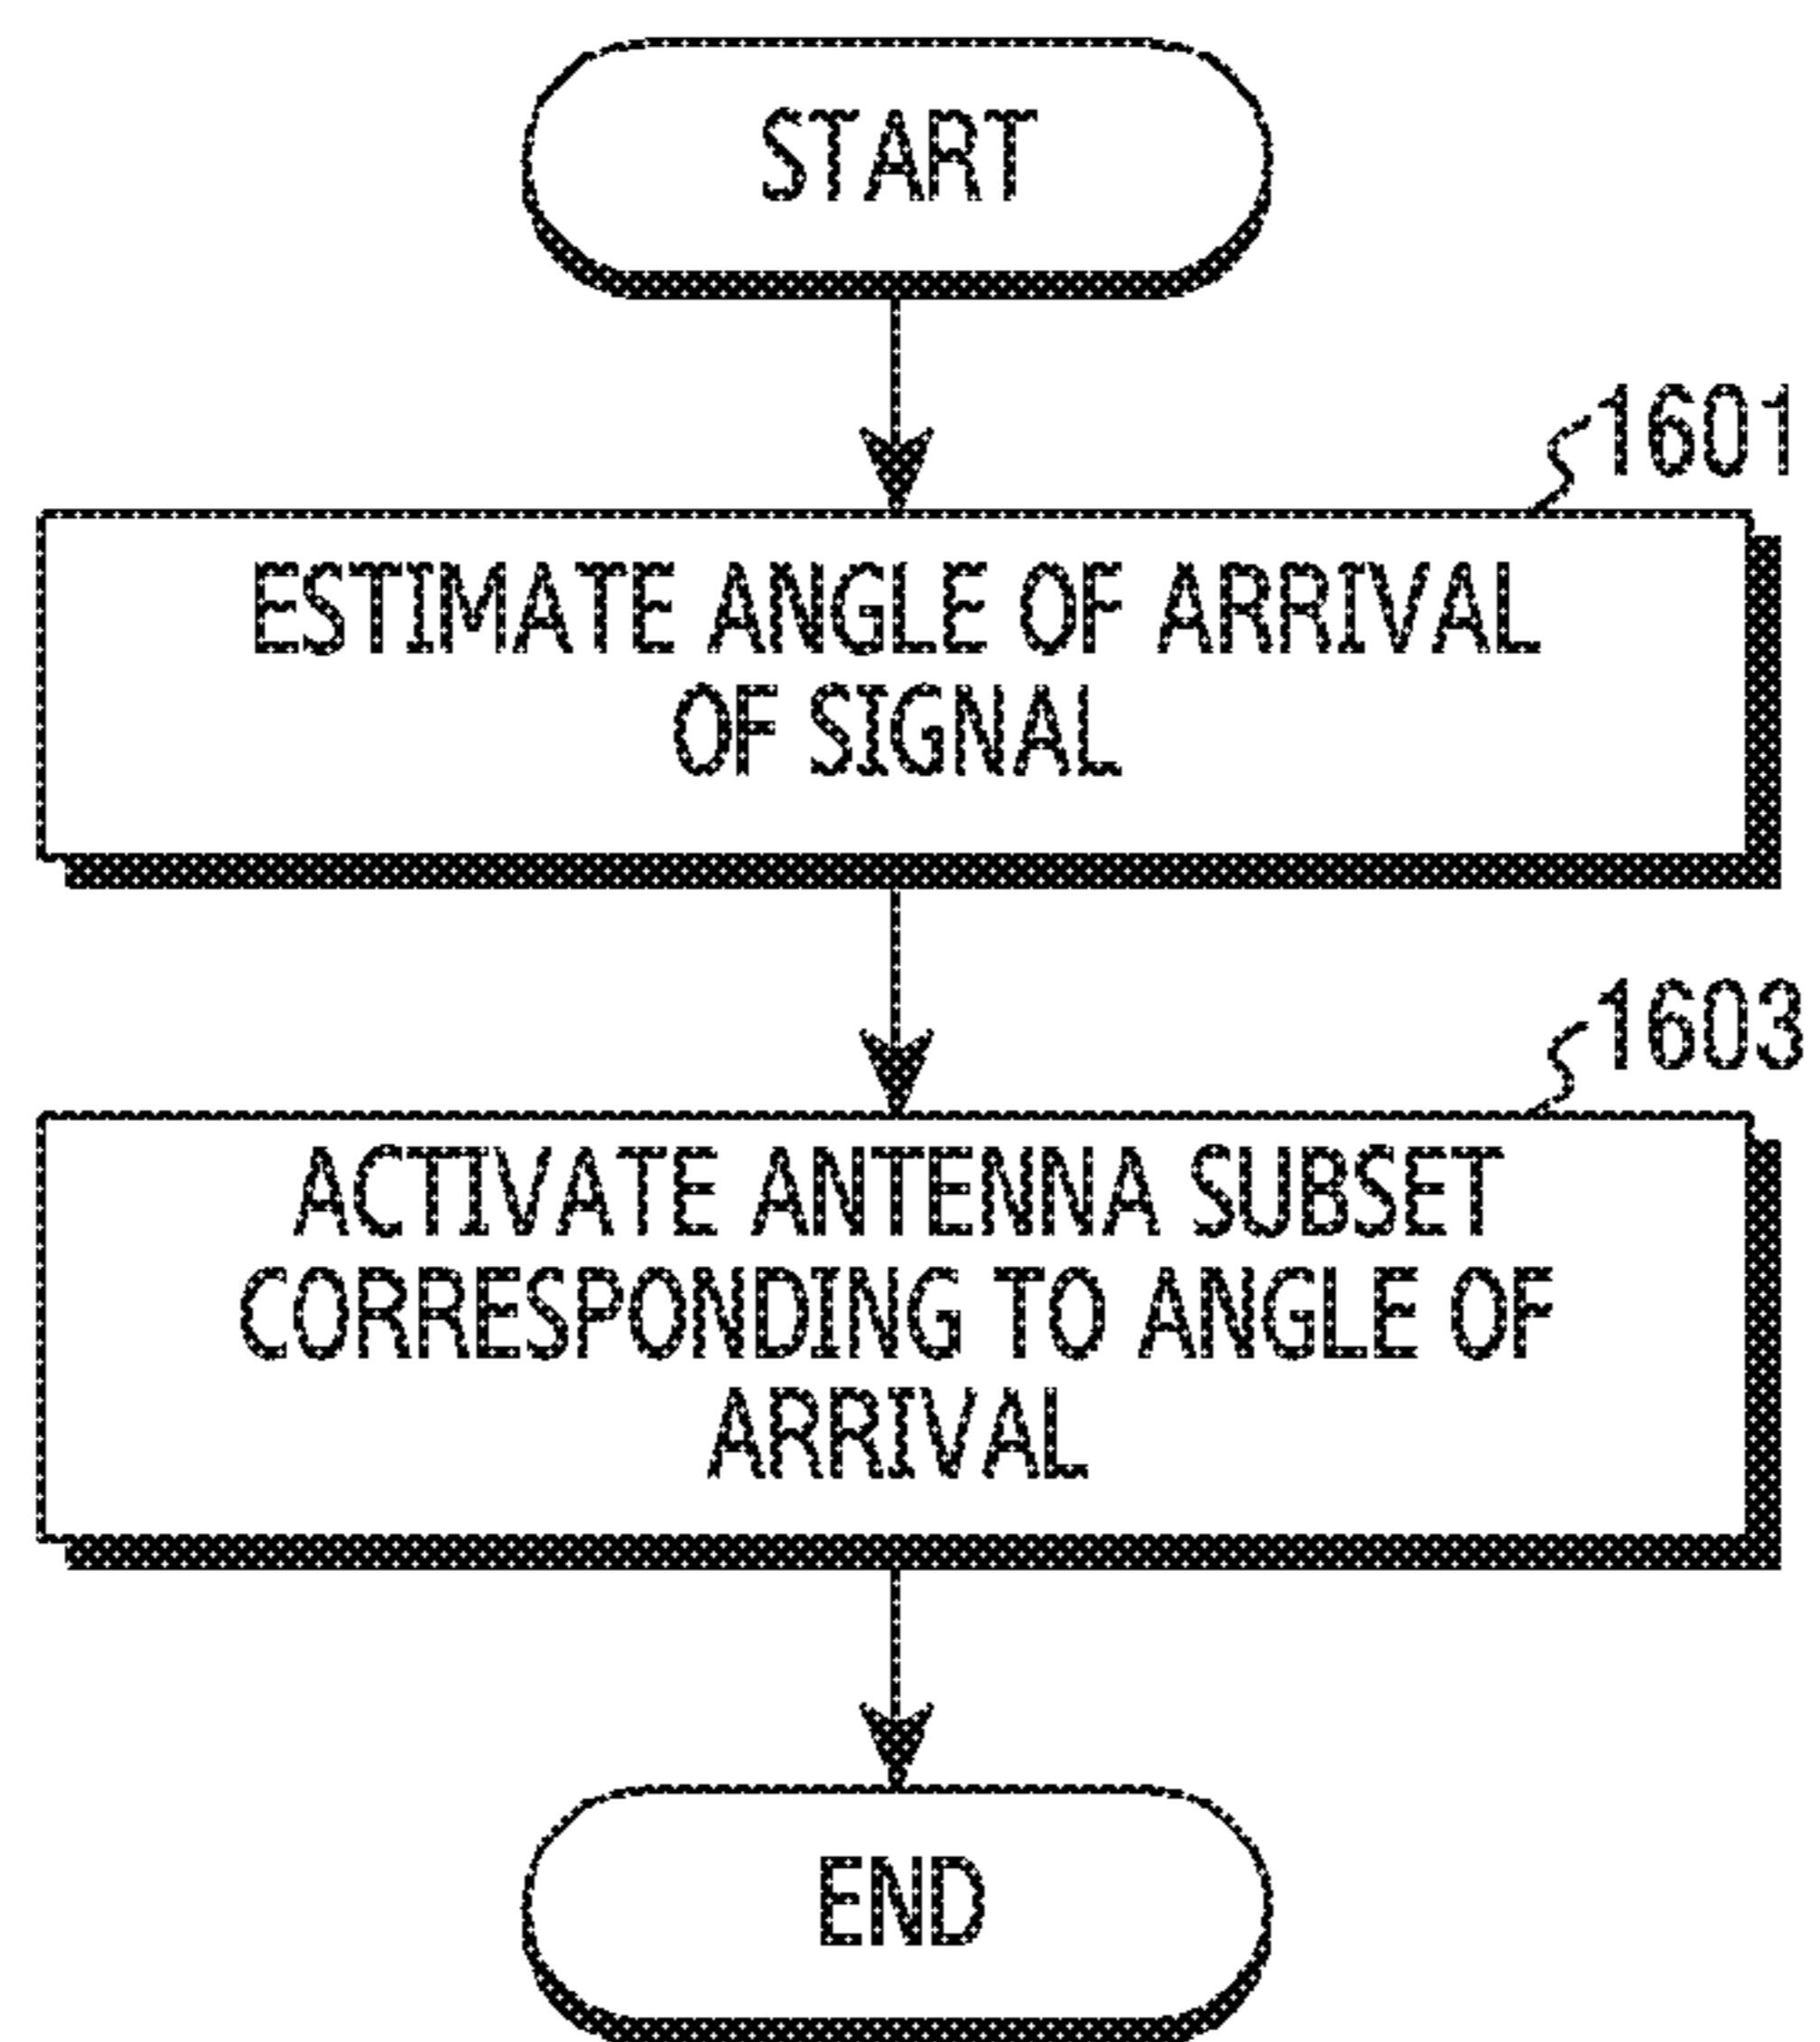 START
1601
ESTIMATE ANGLE OF ARRIVAL
OF SIGNAL
1603
ACTIVATE ANTENNA SUBSET
CORRESPONDING TO ANGLE OF
ARRIVAL
END